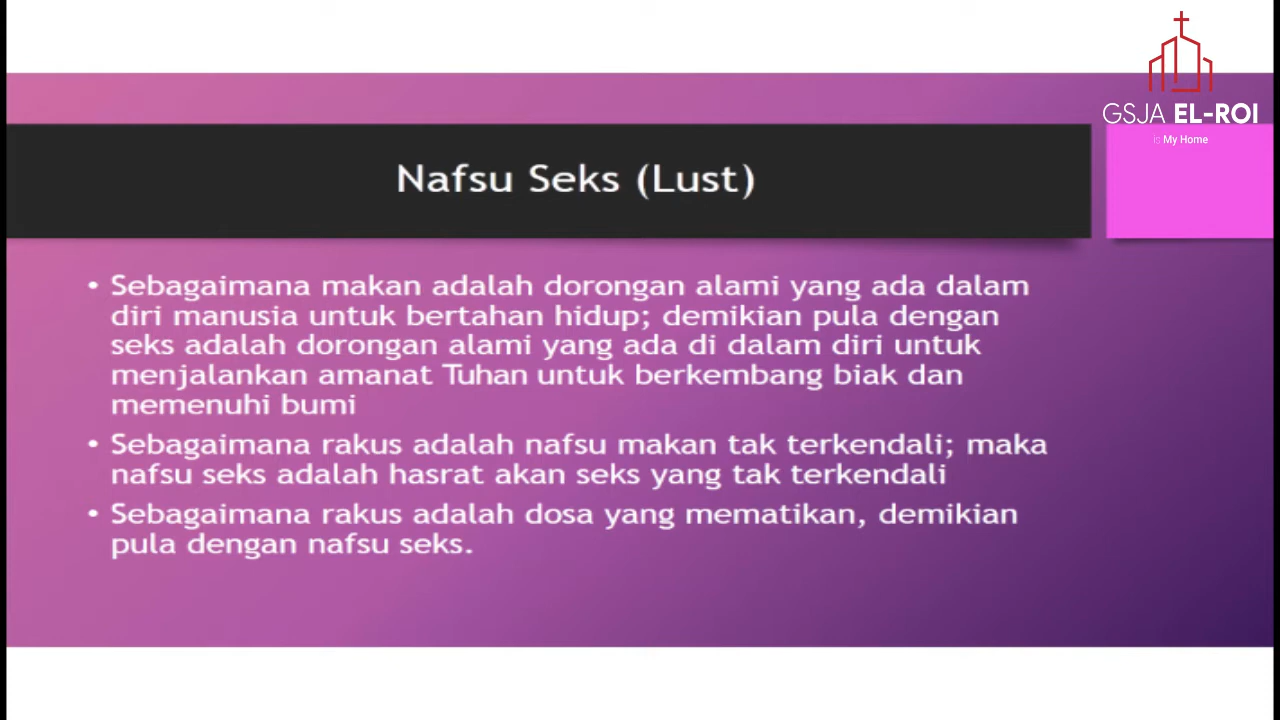 GSJA EL-ROI
is My Home
Nafsu Seks (Lust)
• Sebagaimana makan adalah dorongan alami yang ada dalam
diri manusia untuk bertahan hidup; demikian pula dengan
seks adalah dorongan alami yang ada di dalam diri untuk
menjalankan amanat Tuhan untuk berkembang biak dan
memenuhi bumi
• Sebagaimana rakus adalah nafsu makan tak terkendali; maka
nafsu seks adalah hasrat akan seks yang tak terkendali
• Sebagaimana rakus adalah dosa yang mematikan, demikian
pula dengan nafsu seks.